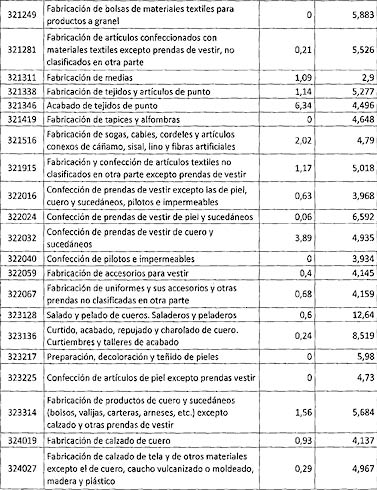 321249 Fabricación de bolsas de materiales textiles para productos a granel 0 5,883
321281 Fabricación de artículos confeccionados con materiales textiles excepto prendas de vestir, no clasificados en otra parte 0,21 5,526
321311 Fabricación de medias 1,09 2,9
321338 Fabricación de tejidos y artículos de punto 1,14 5,277
321346 Acabado de tejidos de punto 6,34 4,496
321419 Fabricación de tapices y alfombras 0 4,648
321516 Fabricación de sogas, cables, cordeles y artículos conexos de cáñamo, sisal, lino y fibras artificiales 2,02 4,79
321915 Fabricación y confección de artículos textiles no clasificados en otra parte excepto prendas de vestir 1,17 5,018
322016 Confección de prendas de vestir excepto las de piel, cuero y sucedáneos, pilotos e impermeables 0,63 3,968
322024 Confección de prendas de vestir de piel y sucedáneos 0,06 6,592
322032 Confección de prendas de vestir de cuero y sucedáneos 3,89 4,935
322040 Confección de pilotos e impermeables 0 3,934
322059 Fabricación de accesorios para vestir 0,4 4,145
322067 Fabricación de uniformes y sus accesorios y otras prendas no clasificadas en otra parte 0,68 4,159
323128 Salado y pelado de cueros. Saladeros y peladeros 0,6 12,64
323136 Curtido, acabado, repujado y charolado de cuero. Curtiembres y talleres de acabado 0,24 8,519
323217 Preparación, decoloración y teñido de pieles 0 5,98
323225 Confección de artículos de piel excepto prendas vestir 0 4,73
323314 Fabricación de productos de cuero y sucedáneos (bolsos, valijas, carteras, arneses, etc.) excepto calzado y otras prendas de vestir 1,56 5,684
324019 Fabricación de calzado de cuero 0,93 4,137
324027 Fabricación de calzado de tela y de otros materiales excepto el de cuero, caucho vulcanizado o moldeado, madera y plástico 0,29 4,967